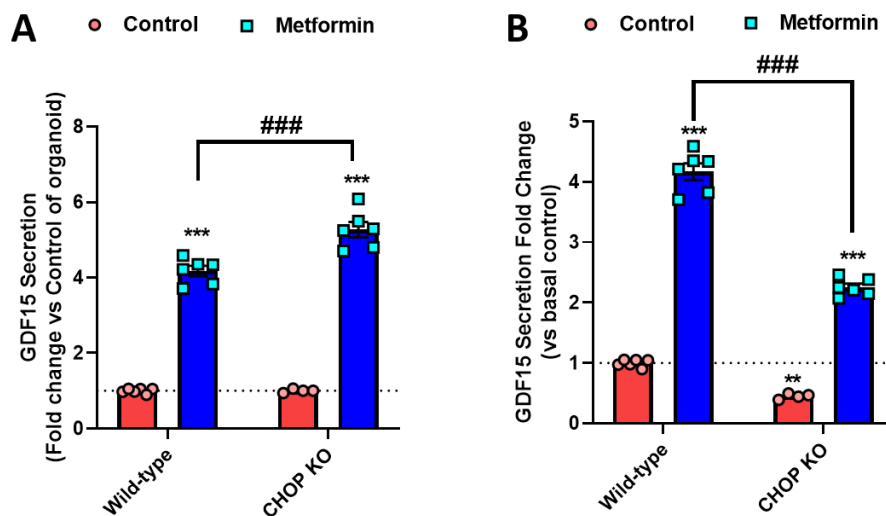 A
Control
Metformin
GDF15 Secretion
(Fold change vs Control of organoid)
8
6
4
2
0
###
***
***
Wild-type
CHOP KO
B
Control
Metformin
GDF15 Secretion Fold Change
(vs basal control)
5
4
3
2
1
0
###
***
***
**
Wild-type
CHOP KO